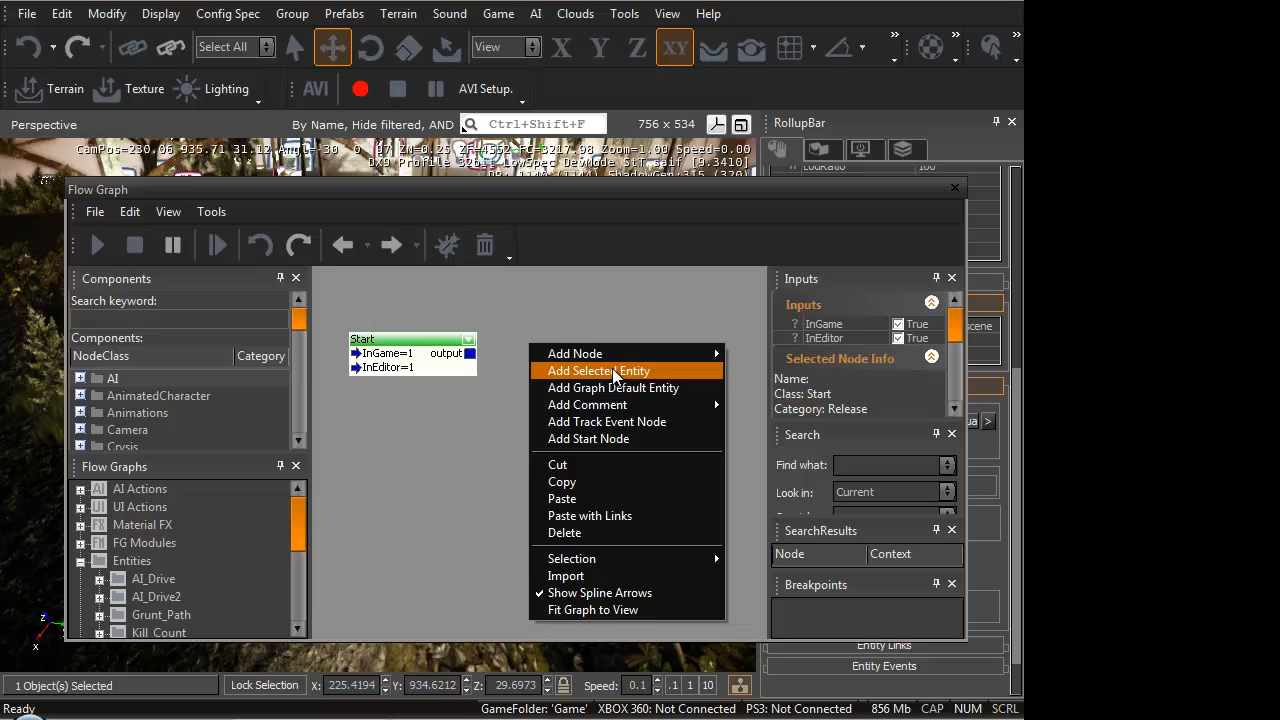 File Edit Modify Display Config Spec Group Prefabs Terrain Sound Game AI Clouds Tools View Help
Select All View X Y Z XY
Terrain Texture Lighting AVI AVI Setup.
Perspective By Name, Hide filtered, AND Ctrl+Shift+F 756 x 534 RollupBar
Flow Graph
File Edit View Tools
Components
Search keyword:
Components:
NodeClass Category
AI
AnimatedCharacter
Animations
Camera
Crysis
Flow Graphs
AI Actions
UI Actions
Material FX
FG Modules
Entities
AI_Drive
AI_Drive2
Grunt_Path
Kill_Count
Start
InGame=1 output
InEditor=1
Add Node
Add Selected Entity
Add Graph Default Entity
Add Comment
Add Track Event Node
Add Start Node
Cut
Copy
Paste
Paste with Links
Delete
Selection
Import
Show Spline Arrows
Fit Graph to View
Inputs
Inputs
? InGame True
? InEditor True
Selected Node Info
Name:
Class: Start
Category: Release
Search
Find what:
Look in: Current
SearchResults
Node Context
Breakpoints
Entity Links
Entity Events
1 Object(s) Selected Lock Selection X: 225.4194 Y: 934.6212 Z: 29.6973 Speed: 0.1 .1 1 10
Ready GameFolder: 'Game' XBOX 360: Not Connected PS3: Not Connected 856 Mb CAP NUM SCRL